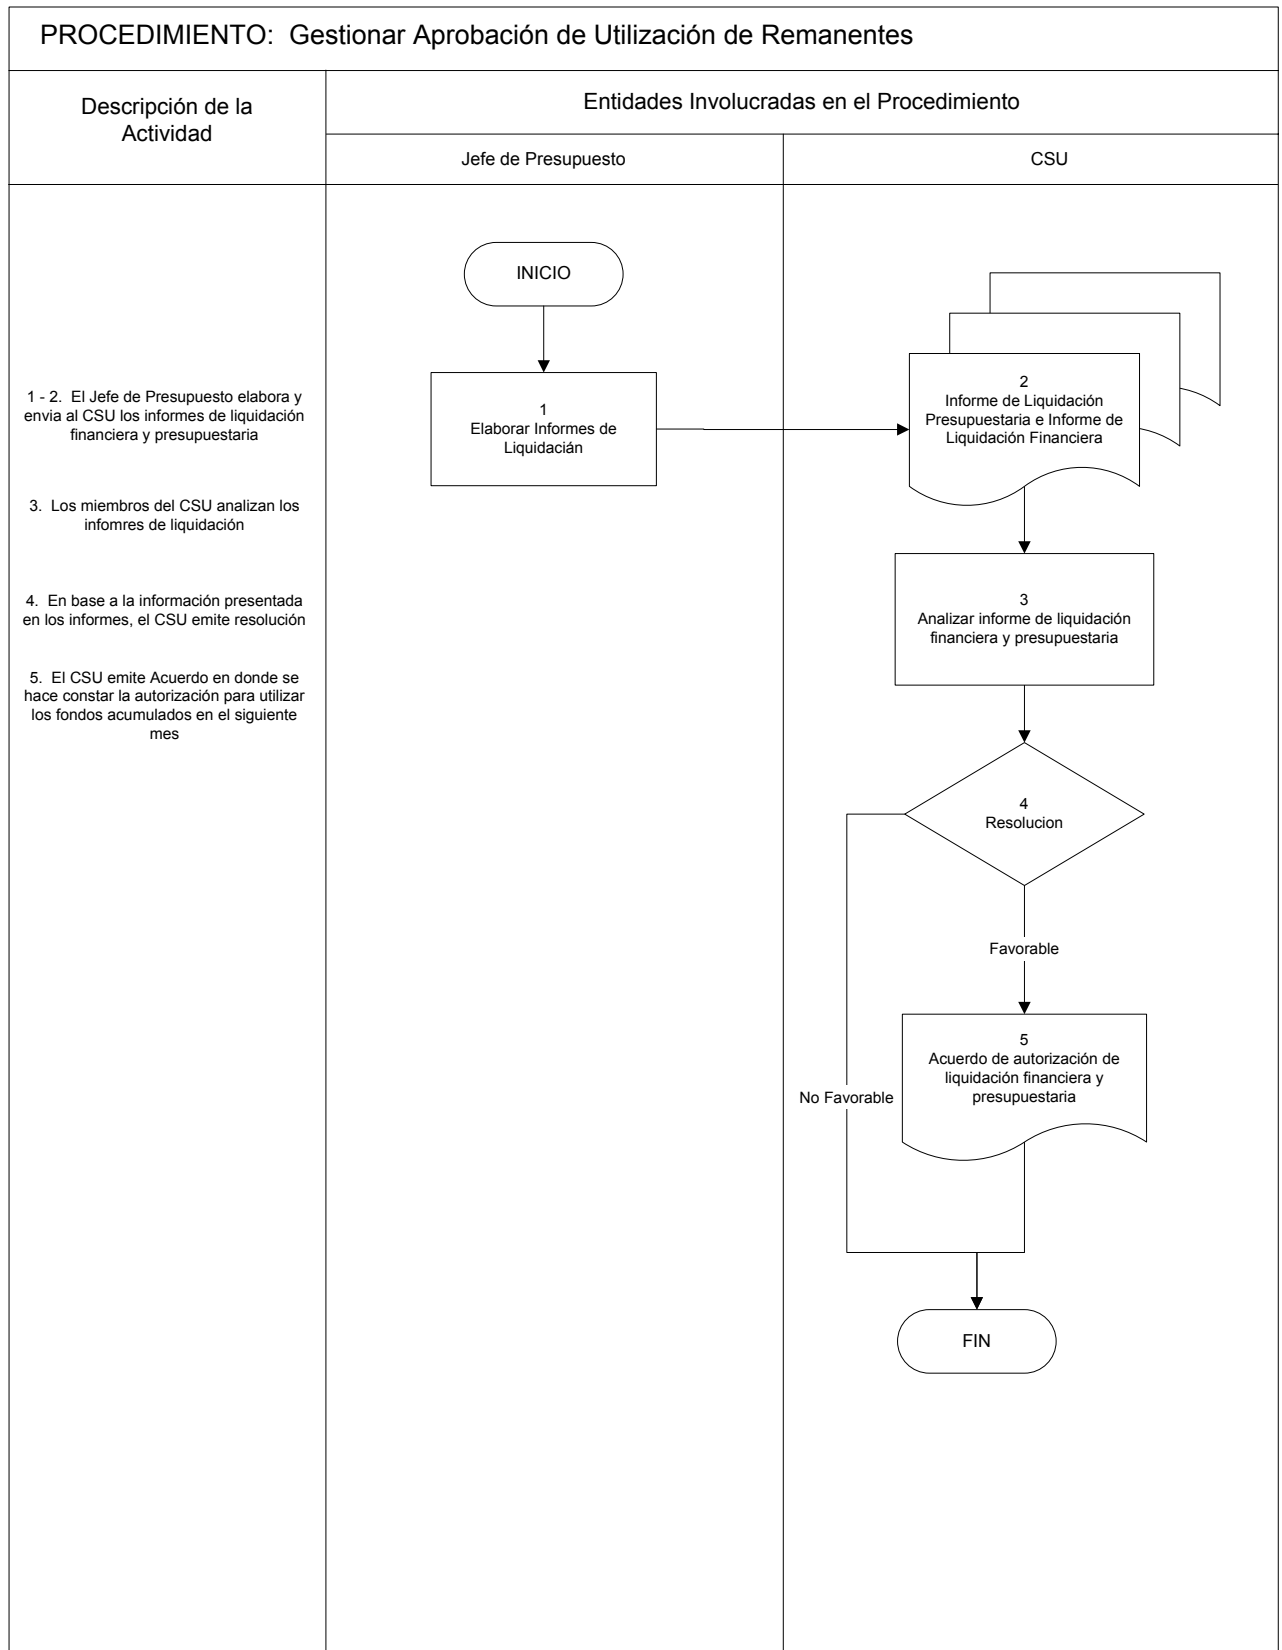 PROCEDIMIENTO: Gestionar Aprobación de Utilización de Remanentes
Descripción de la
Actividad
Entidades Involucradas en el Procedimiento
Jefe de Presupuesto
CSU
1 - 2. El Jefe de Presupuesto elabora y
envia al CSU los informes de liquidación
financiera y presupuestaria
3. Los miembros del CSU analizan los
infomres de liquidación
4. En base a la información presentada
en los informes, el CSU emite resolución
5. El CSU emite Acuerdo en donde se
hace constar la autorización para utilizar
los fondos acumulados en el siguiente
mes
INICIO
1
Elaborar Informes de
Liquidacián
2
Informe de Liquidación
Presupuestaria e Informe de
Liquidación Financiera
3
Analizar informe de liquidación
financiera y presupuestaria
4
Resolucion
Favorable
5
Acuerdo de autorización de
liquidación financiera y
presupuestaria
No Favorable
FIN